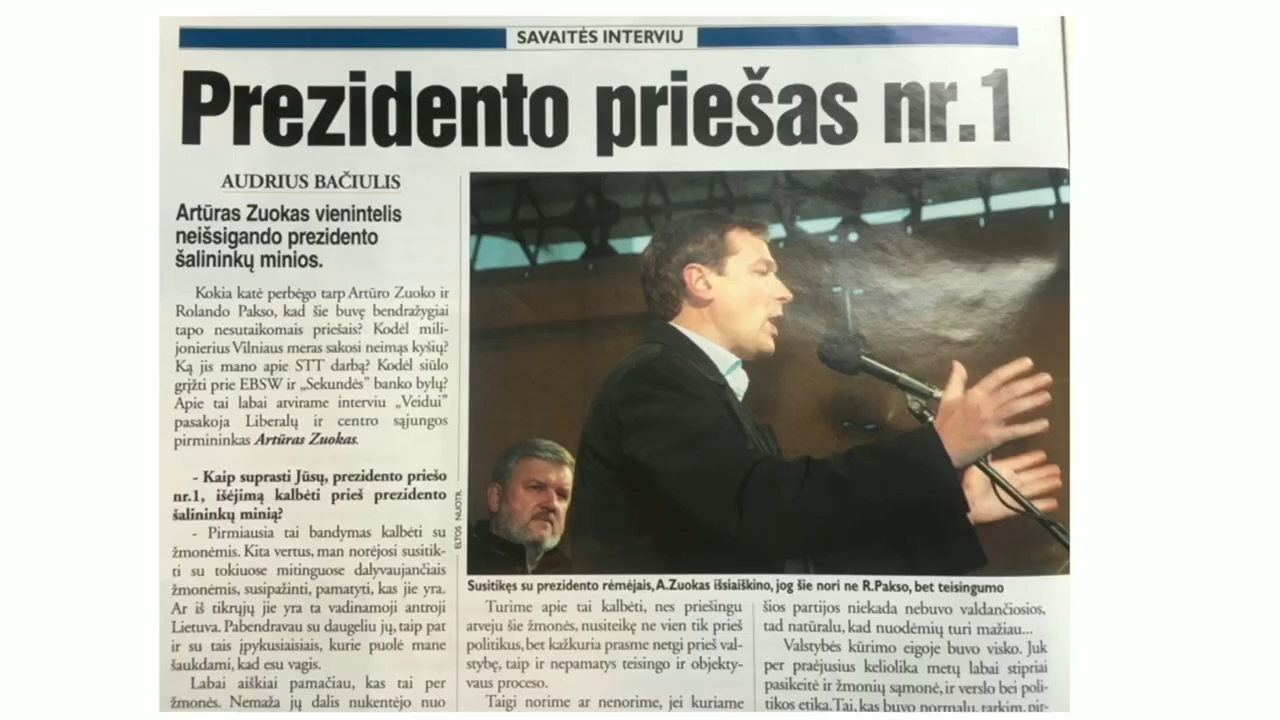 SAVAITĖS INTERVIU
Prezidento priešas nr.1
AUDRIUS BAČIULIS
Artūras Zuokas vienintelis
neišsigando prezidento
šalininkų minios.
Kokia katė perbėgo tarp Artūro Zuoko ir
Rolando Pakso, kad šie buvę bendražygiai
tapo nesutaikomais priešais? Kodėl mili-
jonierius Vilniaus meras sakosi neimąs kyšių?
Ką jis mano apie STT darbą? Kodėl siūlo
grįžti prie EBSW ir „Sekundės” banko bylų?
Apie tai labai atvirame interviu „Veidui”
pasakoja Liberalų ir centro sąjungos
pirmininkas Artūras Zuokas.
- Kaip suprasti Jūsų, prezidento priešo
nr.1, išėjimą kalbėti prieš prezidento
šalininkų minią?
- Pirmiausia tai bandymas kalbėti su
žmonėmis. Kita vertus, man norėjosi susitik-
ti su tokiuose mitinguose dalyvaujančiais
žmonėmis, susipažinti, pamatyti, kas jie yra.
Ar iš tikrųjų jie yra ta vadinamoji antroji
Lietuva. Pabendravau su daugeliu jų, taip pat
ir su tais įpykusiaisiais, kurie puolė mane
šaukdami, kad esu vagis.
Labai aiškiai pamačiau, kas tai per
žmonės. Nemaža jų dalis nukentėjo nuo
ELTOS NUOTR.
Susitikęs su prezidento rėmėjais, A.Zuokas išsiaiškino, jog šie nori ne R.Pakso, bet teisingumo
Turime apie tai kalbėti, nes priešingu
atveju šie žmonės, nusiteikę ne vien tik prieš
politikus, bet kažkuria prasme netgi prieš val-
stybę, taip ir nepamatys teisingo ir objekty-
vaus proceso.
Taigi norime ar nenorime, jei kuriame
šios partijos niekada nebuvo valdančiosios,
tad natūralu, kad nuodėmių turi mažiau...
Valstybės kūrimo eigoje buvo visko. Juk
per praėjusius keliolika metų labai stipriai
pasikeitė ir žmonių sąmonė, ir verslo bei poli-
tikos etika. Tai, kas buvo normalu, tarkim, pir-